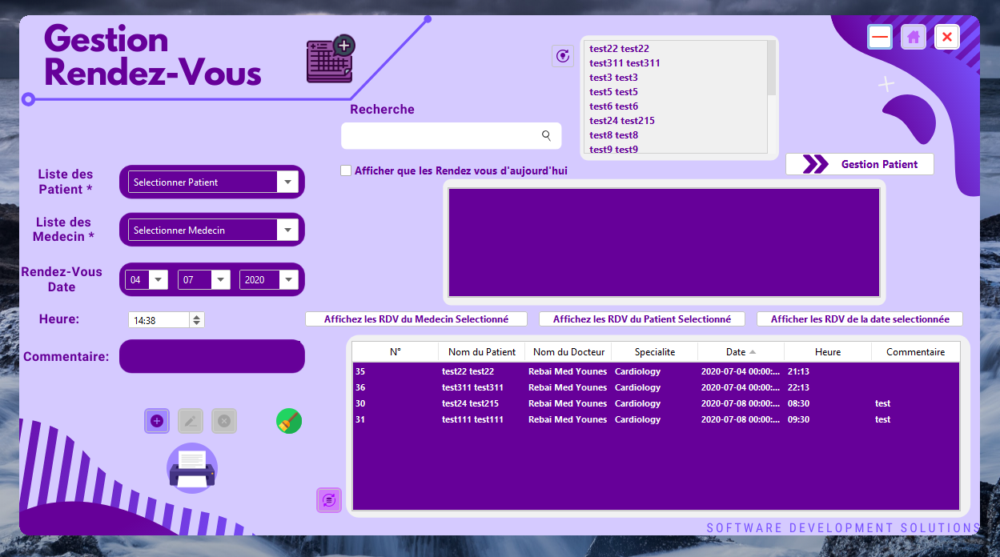 Gestion
Rendez-Vous
test22 test22
test311 test311
test3 test3
test5 test5
test6 test6
test24 test215
test8 test8
test9 test9
Recherche
Gestion Patient
Afficher que les Rendez vous d'aujourd'hui
Liste des
Patient *
Selectionner Patient
Liste des
Medecin *
Selectionner Medecin
Rendez-Vous
Date
04 07 2020
Heure:
14:38
Commentaire:
Affichez les RDV du Medecin Selectionné
Affichez les RDV du Patient Selectionné
Afficher les RDV de la date selectionnée
N° Nom du Patient Nom du Docteur Specialite Date Heure Commentaire
35 test22 test22 Rebai Med Younes Cardiology 2020-07-04 00:00:... 21:13
36 test311 test311 Rebai Med Younes Cardiology 2020-07-04 00:00:... 22:13
30 test24 test215 Rebai Med Younes Cardiology 2020-07-08 00:00:... 08:30 test
31 test111 test111 Rebai Med Younes Cardiology 2020-07-08 00:00:... 09:30 test
SOFTWARE DEVELOPMENT SOLUTIONS